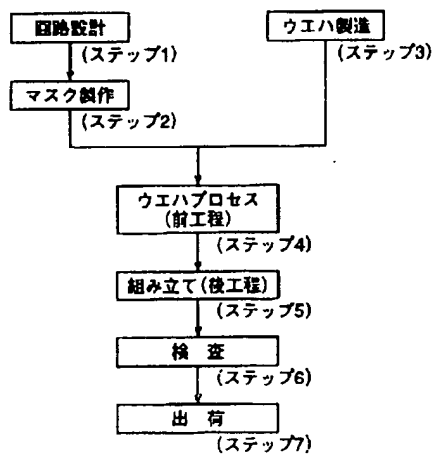 回路設計
(ステップ1)
マスク製作
(ステップ2)
ウエハ製造
(ステップ3)
ウエハプロセス
(前工程)
(ステップ4)
組み立て(後工程)
(ステップ5)
検 査
(ステップ6)
出 荷
(ステップ7)